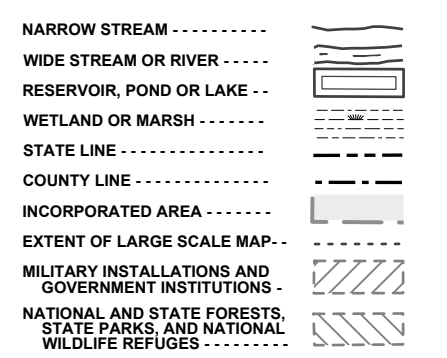 NARROW STREAM - - - - - - - - - -
WIDE STREAM OR RIVER - - - - -
RESERVOIR, POND OR LAKE - -
WETLAND OR MARSH - - - - - - -
STATE LINE - - - - - - - - - - - - - - -
COUNTY LINE - - - - - - - - - - - - - -
INCORPORATED AREA - - - - - - -
EXTENT OF LARGE SCALE MAP- -
MILITARY INSTALLATIONS AND
GOVERNMENT INSTITUTIONS -
NATIONAL AND STATE FORESTS,
STATE PARKS, AND NATIONAL
WILDLIFE REFUGES - - - - - - - - -